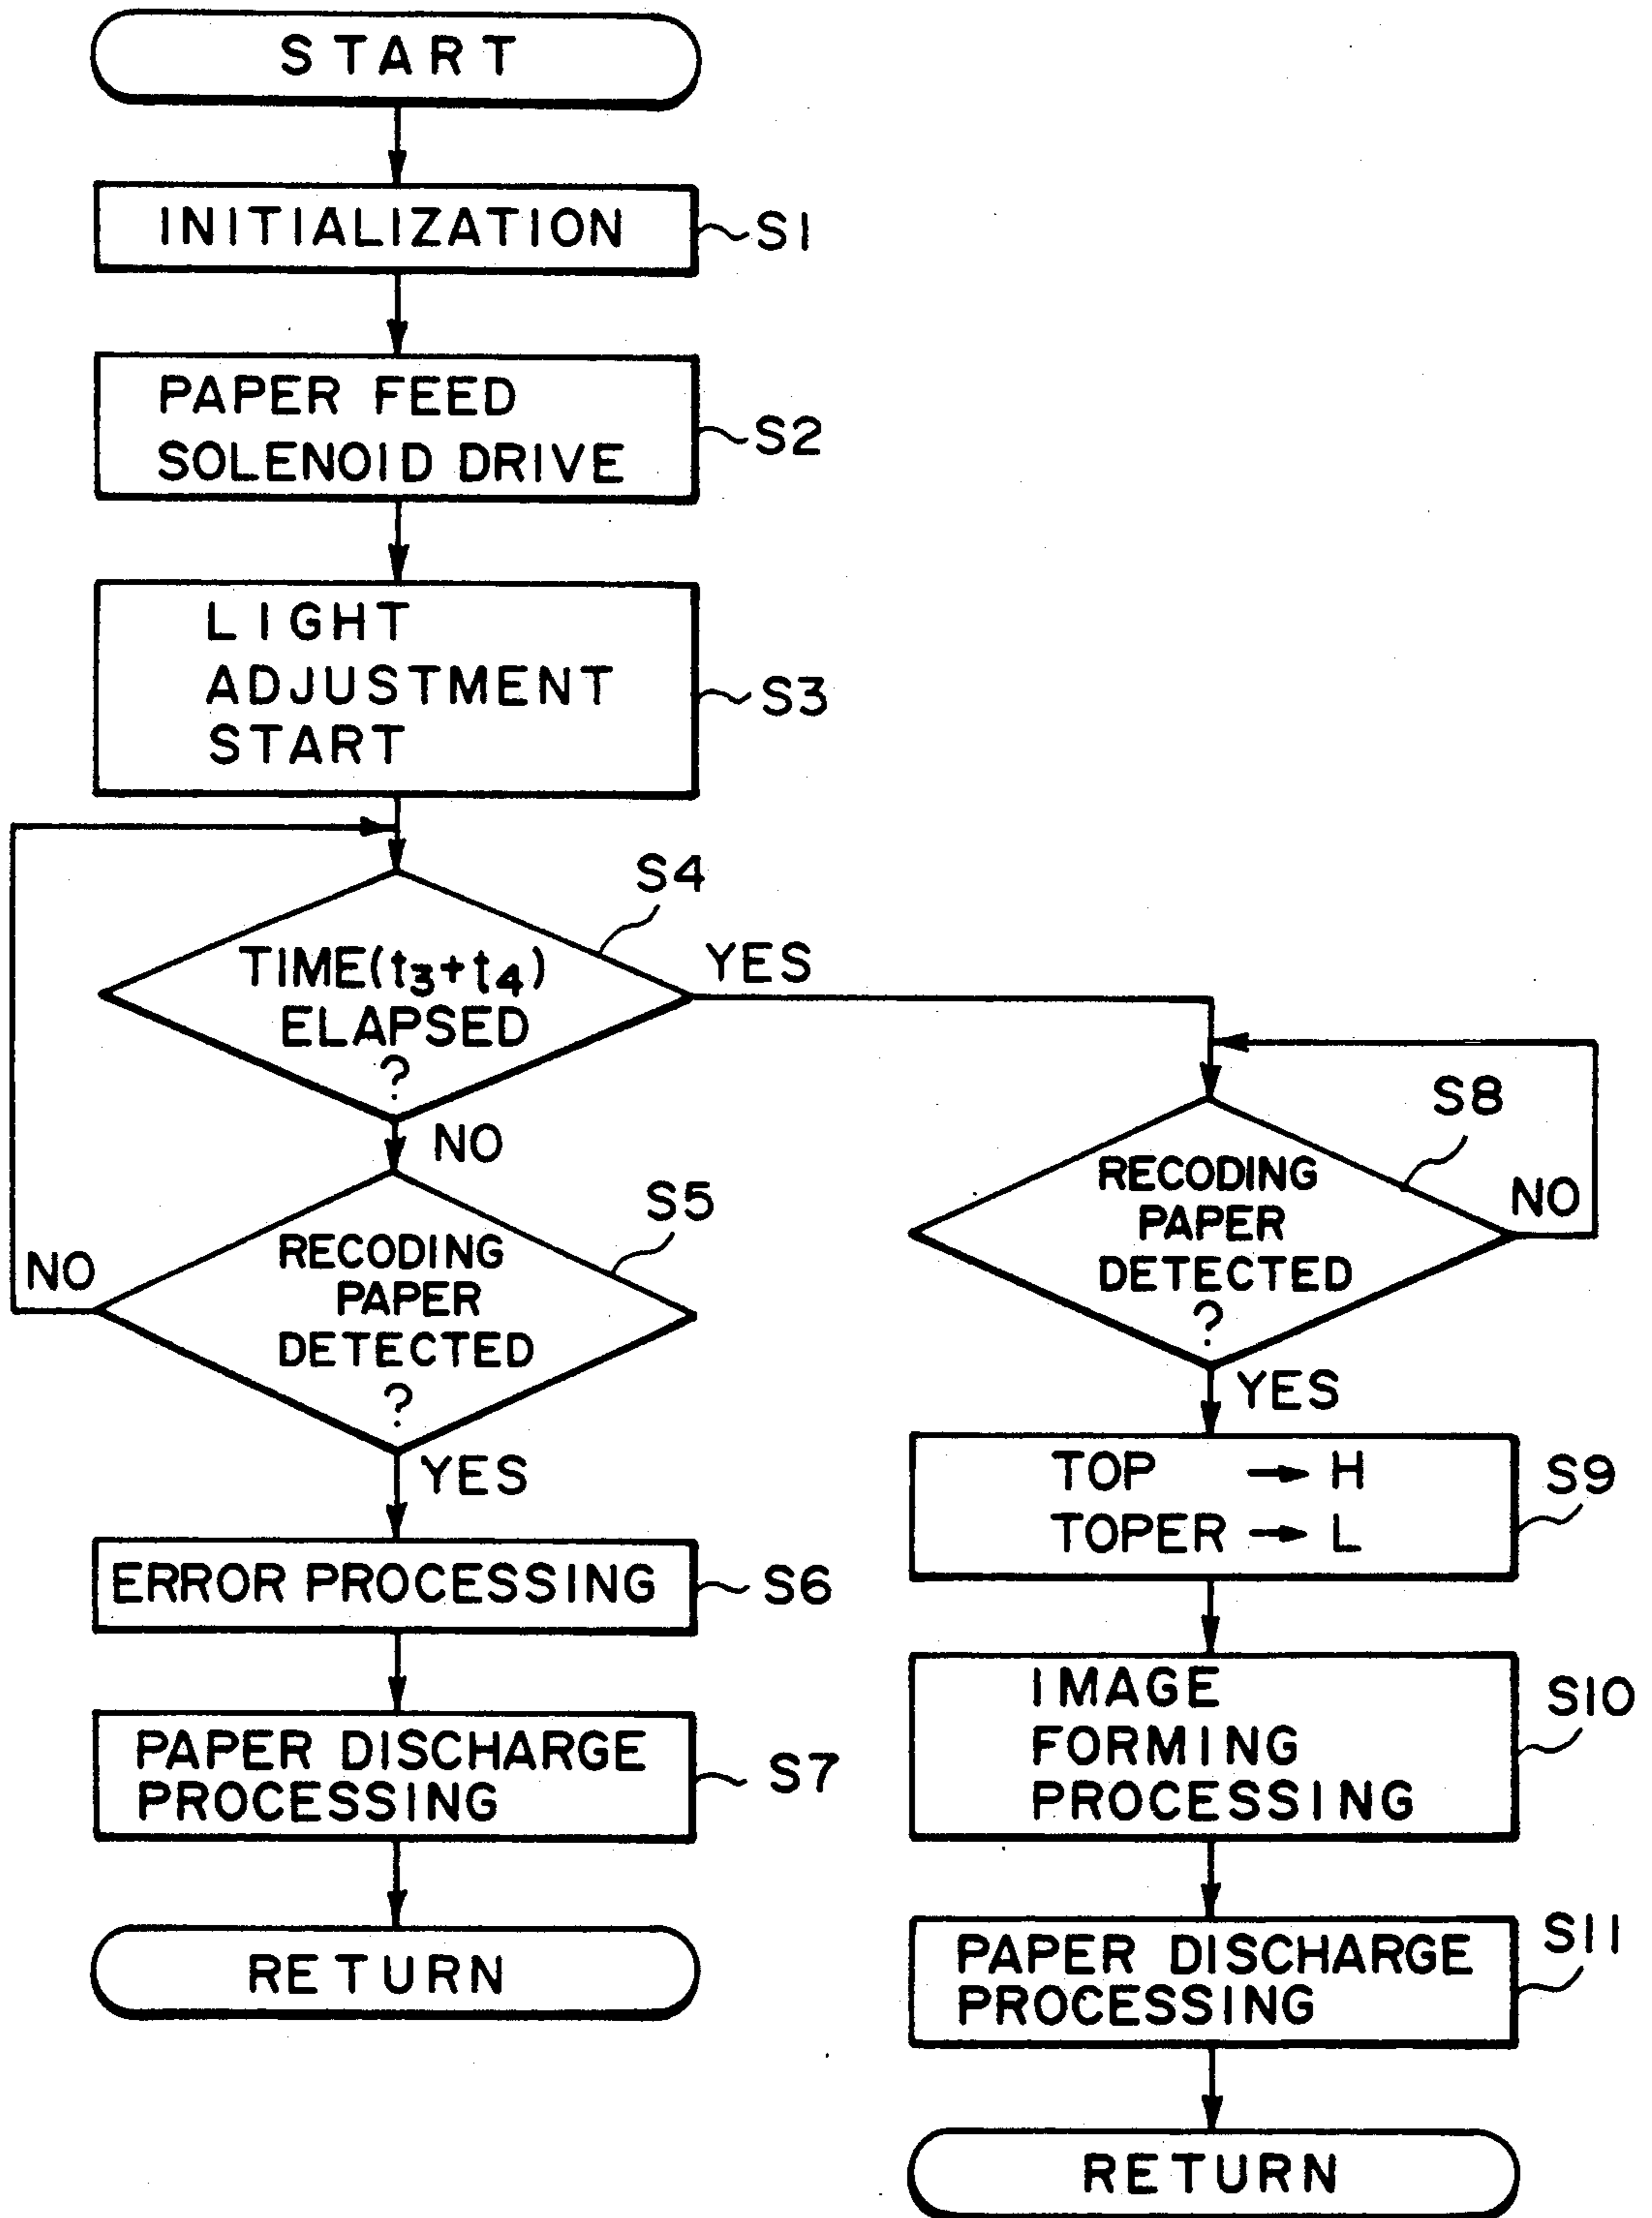 START
INITIALIZATION
S1
PAPER FEED
SOLENOID DRIVE
S2
LIGHT
ADJUSTMENT
START
S3
S4
TIME(t3+t4)
ELAPSED
?
YES
NO
S5
RECODING
PAPER
DETECTED
?
NO
YES
ERROR PROCESSING
S6
PAPER DISCHARGE
PROCESSING
S7
RETURN
S8
RECODING
PAPER
DETECTED
?
NO
YES
TOP → H
TOPER → L
S9
IMAGE
FORMING
PROCESSING
S10
PAPER DISCHARGE
PROCESSING
S11
RETURN